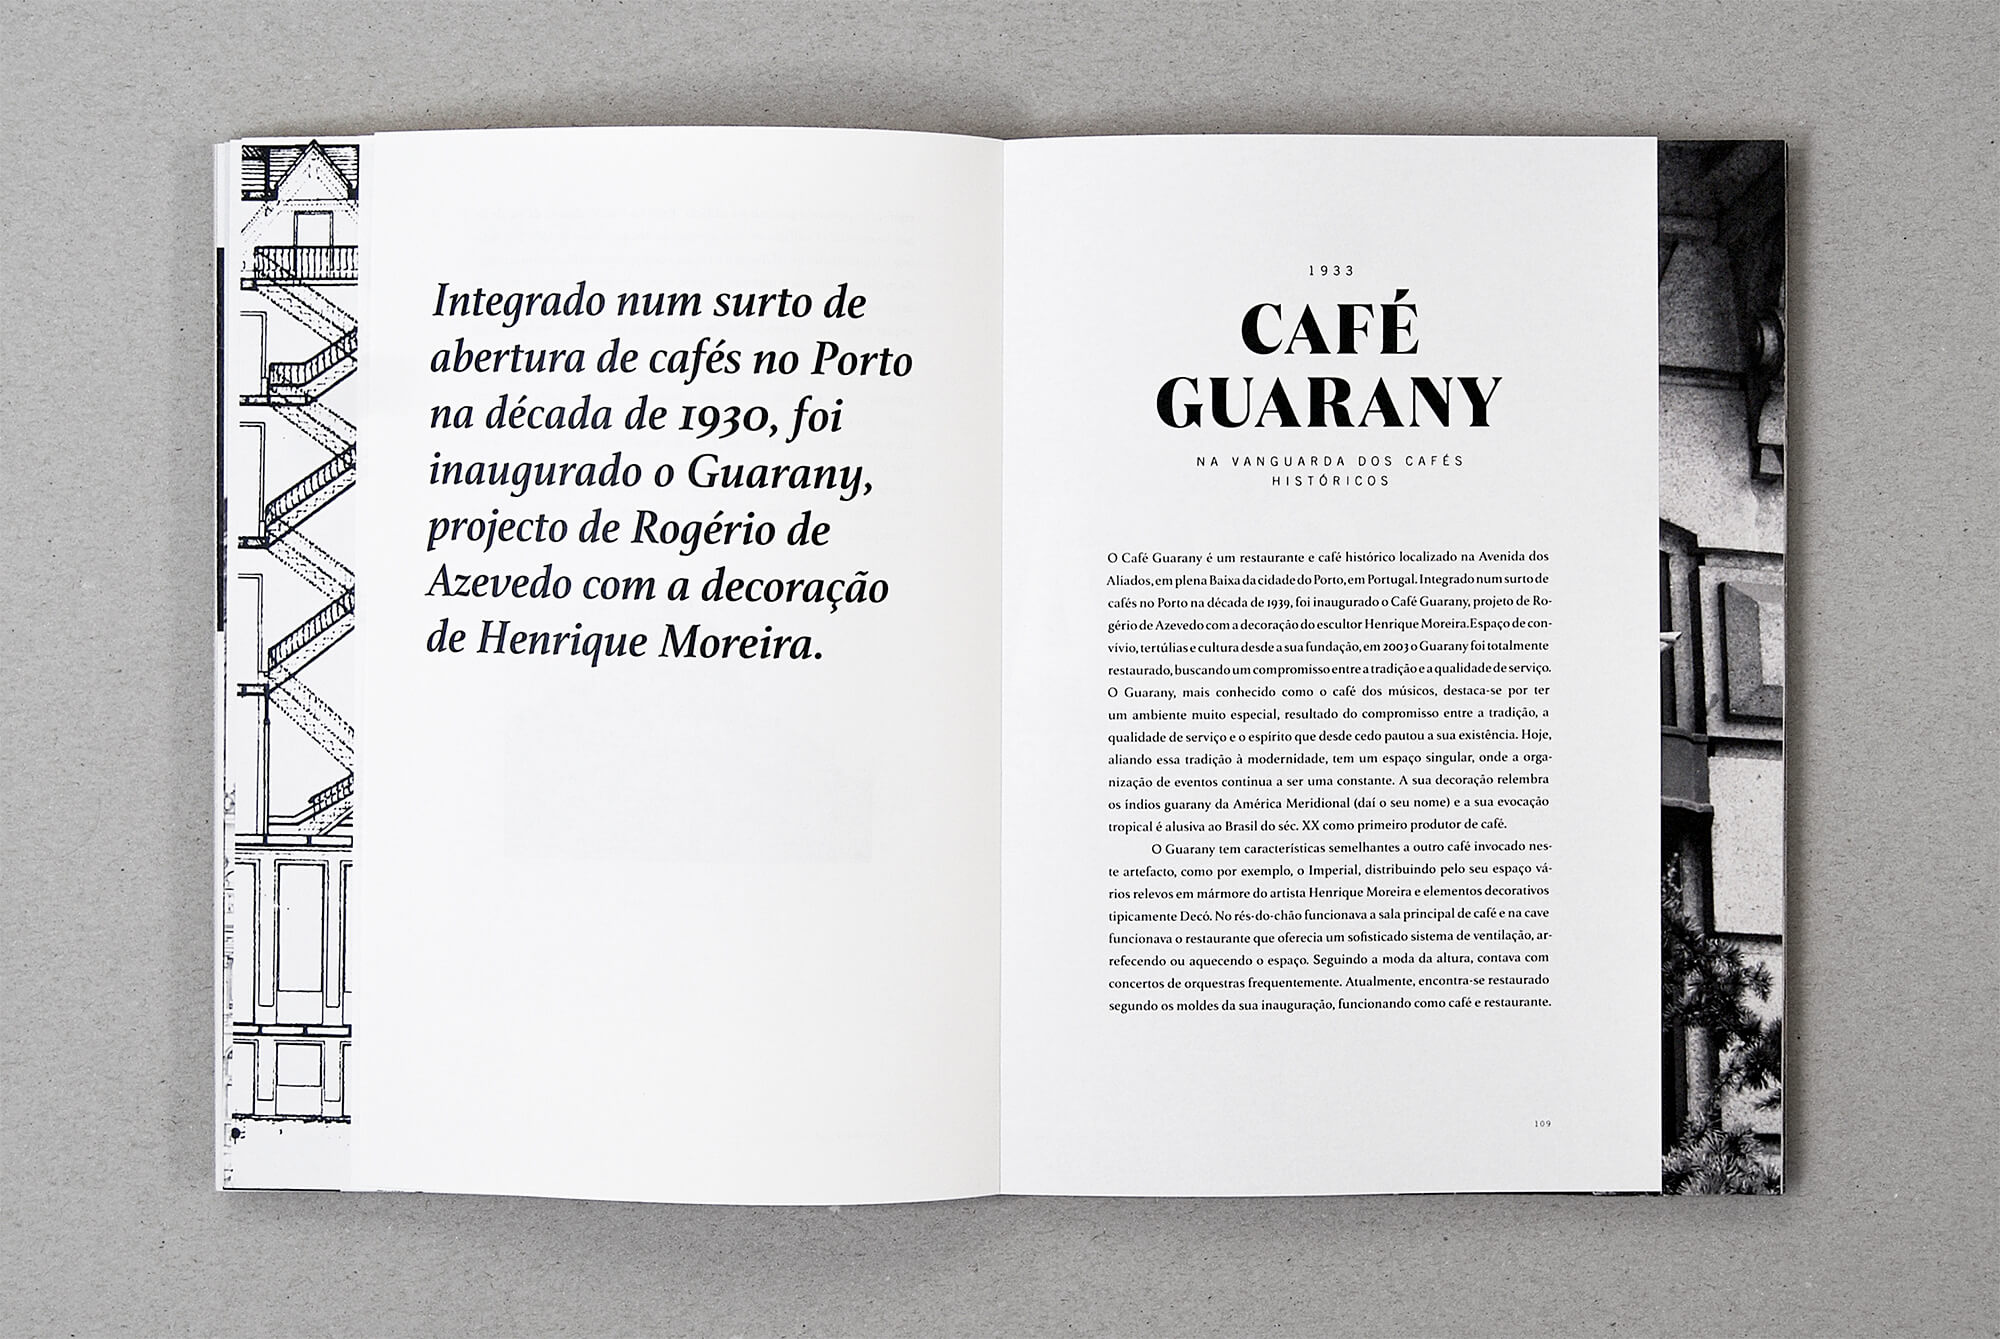 Integrado num surto de
abertura de cafés no Porto
na década de 1930, foi
inaugurado o Guarany,
projecto de Rogério de
Azevedo com a decoração
de Henrique Moreira.
1933
CAFÉ
GUARANY
NA VANGUARDA DOS CAFÉS
HISTÓRICOS
O Café Guarany é um restaurante e café histórico localizado na Avenida dos
Aliados, em plena Baixa da cidade do Porto, em Portugal. Integrado num surto de
cafés no Porto na década de 1939, foi inaugurado o Café Guarany, projeto de Ro-
gério de Azevedo com a decoração do escultor Henrique Moreira.Espaço de con-
vívio, tertúlias e cultura desde a sua fundação, em 2003 o Guarany foi totalmente
restaurado, buscando um compromisso entre a tradição e a qualidade de serviço.
O Guarany, mais conhecido como o café dos músicos, destaca-se por ter
um ambiente muito especial, resultado do compromisso entre a tradição, a
qualidade de serviço e o espírito que desde cedo pautou a sua existência. Hoje,
aliando essa tradição à modernidade, tem um espaço singular, onde a orga-
nização de eventos continua a ser uma constante. A sua decoração relembra
os índios guarany da América Meridional (daí o seu nome) e a sua evocação
tropical é alusiva ao Brasil do séc. XX como primeiro produtor de café.
O Guarany tem características semelhantes a outro café invocado nes-
te artefacto, como por exemplo, o Imperial, distribuindo pelo seu espaço vá-
rios relevos em mármore do artista Henrique Moreira e elementos decorativos
tipicamente Decó. No rés-do-chão funcionava a sala principal de café e na cave
funcionava o restaurante que oferecia um sofisticado sistema de ventilação, ar-
refecendo ou aquecendo o espaço. Seguindo a moda da altura, contava com
concertos de orquestras frequentemente. Atualmente, encontra-se restaurado
segundo os moldes da sua inauguração, funcionando como café e restaurante.
109